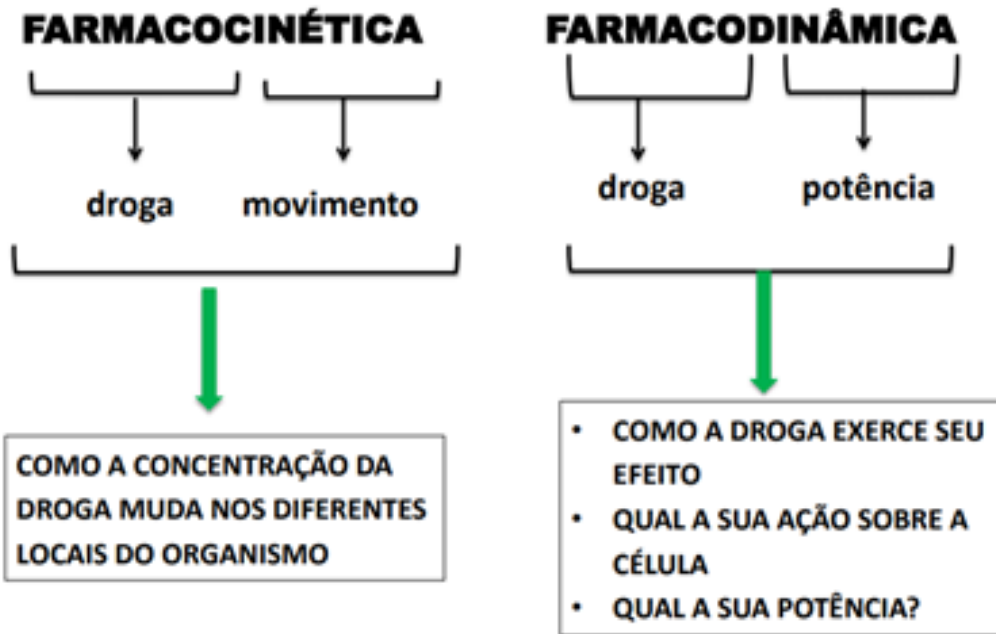 FARMACOCINÉTICA
droga movimento
COMO A CONCENTRAÇÃO DA
DROGA MUDA NOS DIFERENTES
LOCAIS DO ORGANISMO
FARMACODINÂMICA
droga potência
• COMO A DROGA EXERCE SEU
EFEITO
• QUAL A SUA AÇÃO SOBRE A
CÉLULA
• QUAL A SUA POTÊNCIA?